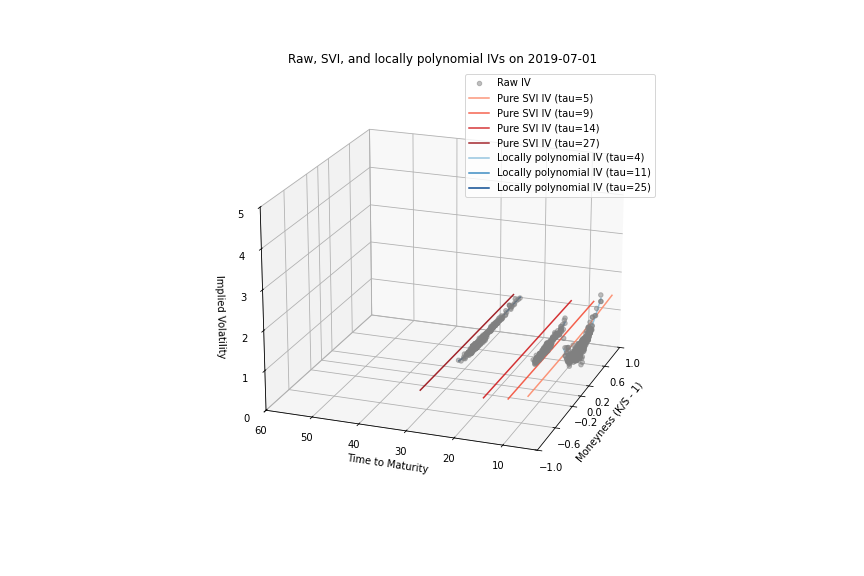 Raw, SVI, and locally polynomial IVs on 2019-07-01
Raw IV
Pure SVI IV (tau=5)
Pure SVI IV (tau=9)
Pure SVI IV (tau=14)
Pure SVI IV (tau=27)
Locally polynomial IV (tau=4)
Locally polynomial IV (tau=11)
Locally polynomial IV (tau=25)
5
4
3
2
1
0
Implied Volatility
60
50
40
30
20
10
Time to Maturity
1.0
0.6
0.2
0.0
−0.2
−0.6
−1.0
Moneyness (K/S - 1)